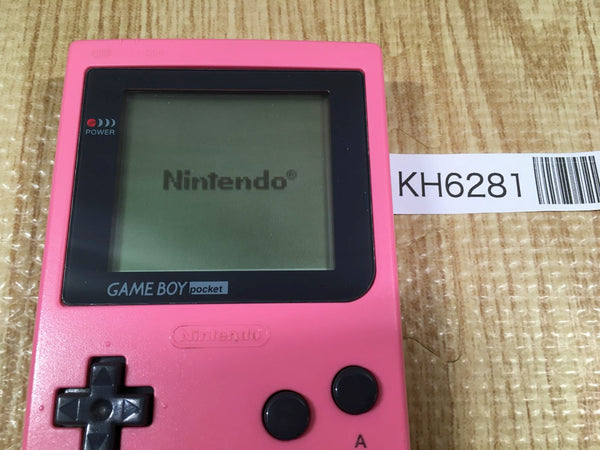 POWER
Nintendo®
KH6281
GAME BOY pocket
Nintendo
A